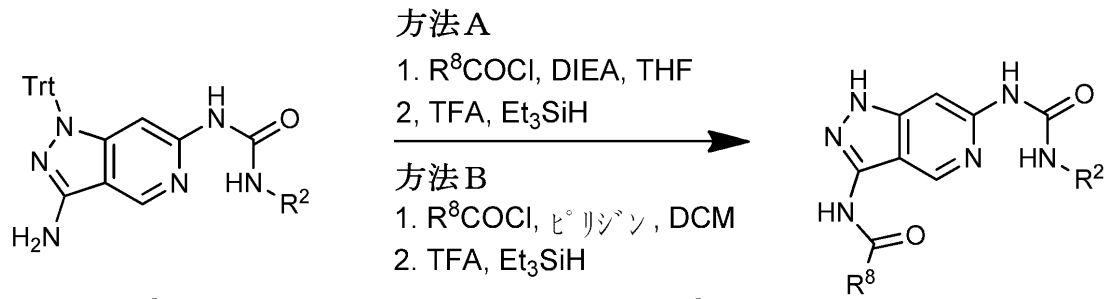 方法A
1. R⁸COCl, DIEA, THF
2, TFA, Et₃SiH
方法B
1. R⁸COCl, ピリジン, DCM
2. TFA, Et₃SiH
Trt
N
N
H₂N
N
H
N
O
HN
R²
H
N
N
HN
O
R⁸
N
H
N
O
HN
R²